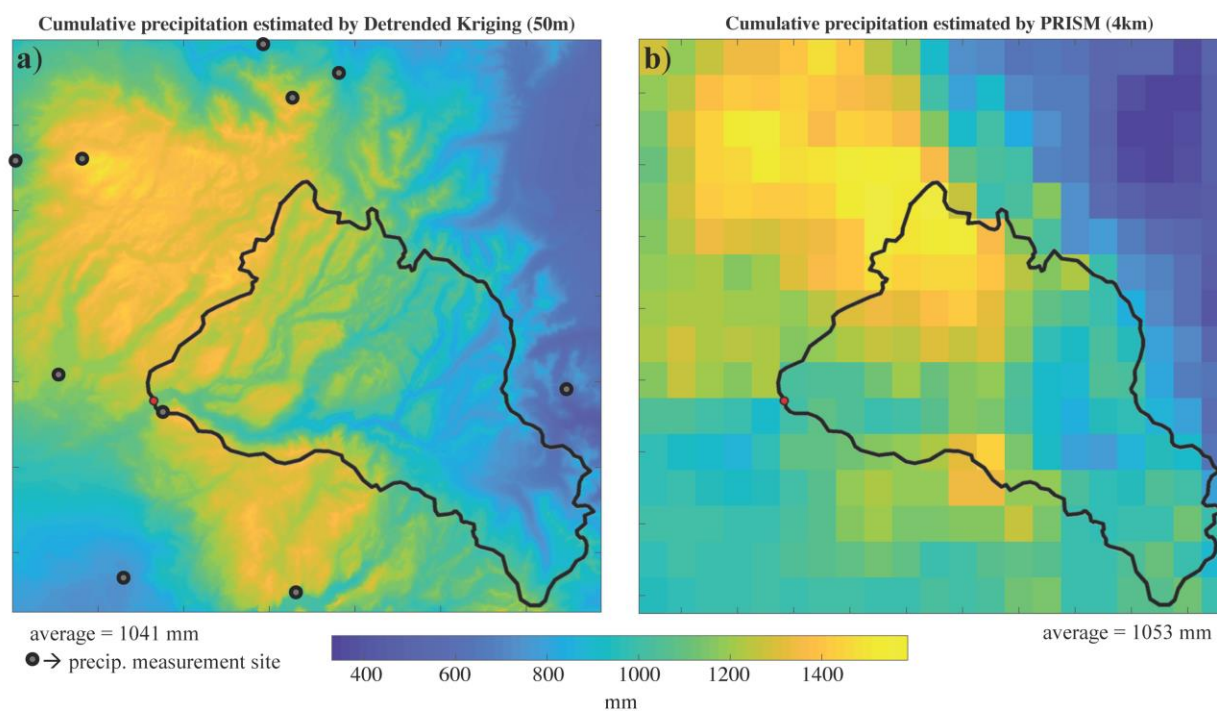 Cumulative precipitation estimated by Detrended Kriging (50m)
Cumulative precipitation estimated by PRISM (4km)
a)
b)
average = 1041 mm
average = 1053 mm
→ precip. measurement site
400 600 800 1000 1200 1400
mm